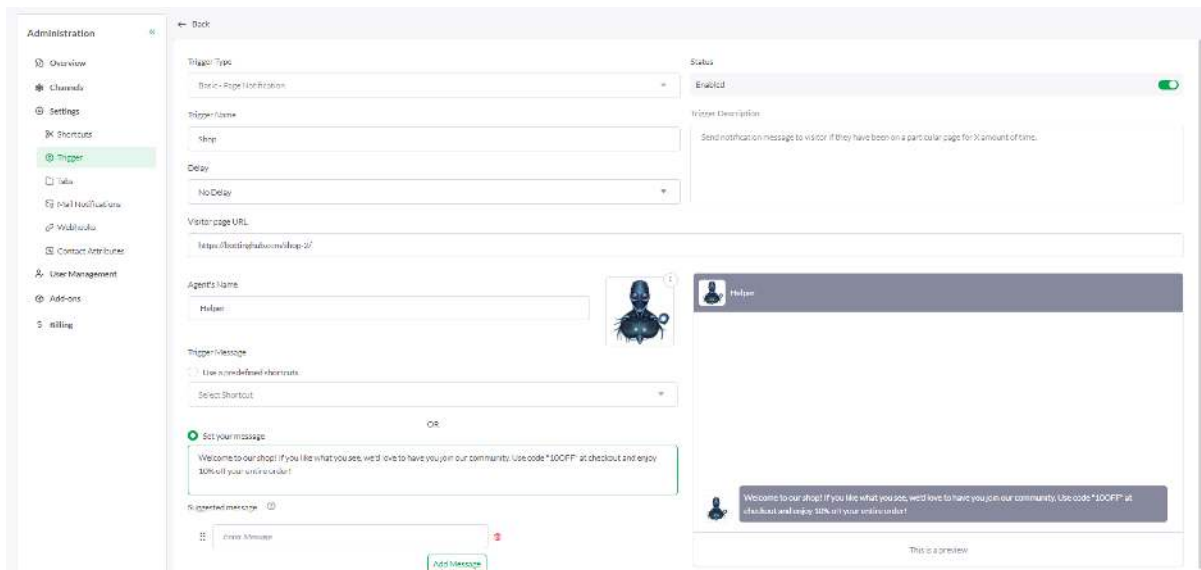 Administration
«
← Back
Overview
Channels
Settings
Shortcuts
Trigger
Tabs
Mail Notifications
Webhooks
Contact Attributes
User Management
Add-ons
Billing
Trigger Type
Basic - Page Notification
Status
Enabled
Trigger Name
Shop
Trigger Description
Send notification message to visitor if they have been on a particular page for X amount of time.
Delay
No Delay
Visitor page URL
https://bottinghub.com/shop-2/
Agent's Name
Helper
Trigger Message
Use a predefined shortcuts
Select Shortcut
OR
Set your message
Welcome to our shop! If you like what you see, we'd love to have you join our community. Use code "10OFF" at checkout and enjoy
10% off your entire order!
Suggested message
Enter Message
Add Message
Helper
Welcome to our shop! If you like what you see, we'd love to have you join our community. Use code "10OFF" at
checkout and enjoy 10% off your entire order!
This is a preview